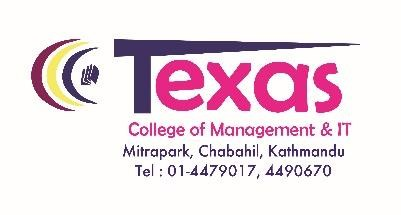 Texas
College of Management & IT
Mitrapark, Chabahil, Kathmandu
Tel : 01-4479017, 4490670